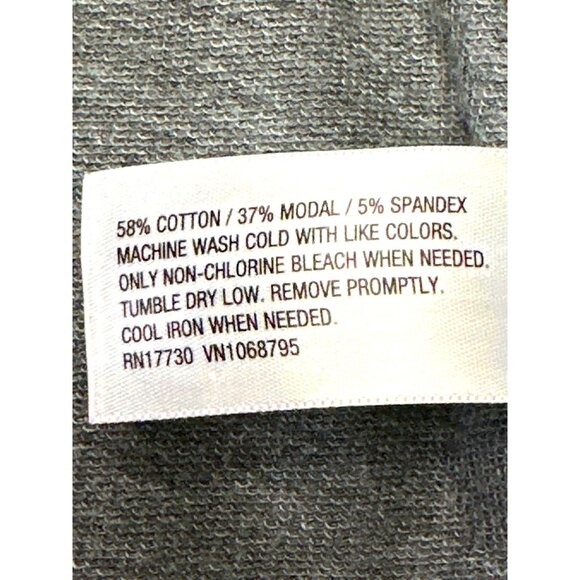 58% COTTON / 37% MODAL / 5% SPANDEX
MACHINE WASH COLD WITH LIKE COLORS.
ONLY NON-CHLORINE BLEACH WHEN NEEDED.
TUMBLE DRY LOW. REMOVE PROMPTLY.
COOL IRON WHEN NEEDED.
RN17730 VN1068795